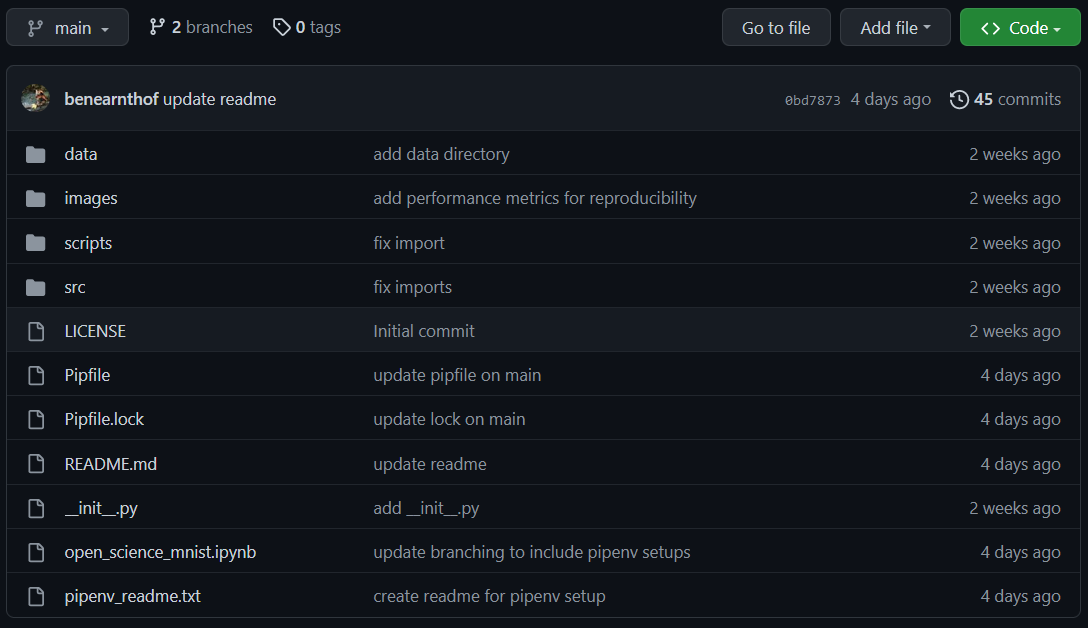 main 2 branches 0 tags Go to file Add file Code
benearnthof update readme 0bd7873 4 days ago 45 commits
data add data directory 2 weeks ago
images add performance metrics for reproducibility 2 weeks ago
scripts fix import 2 weeks ago
src fix imports 2 weeks ago
LICENSE Initial commit 2 weeks ago
Pipfile update pipfile on main 4 days ago
Pipfile.lock update lock on main 4 days ago
README.md update readme 4 days ago
__init__.py add __init__.py 2 weeks ago
open_science_mnist.ipynb update branching to include pipenv setups 4 days ago
pipenv_readme.txt create readme for pipenv setup 4 days ago